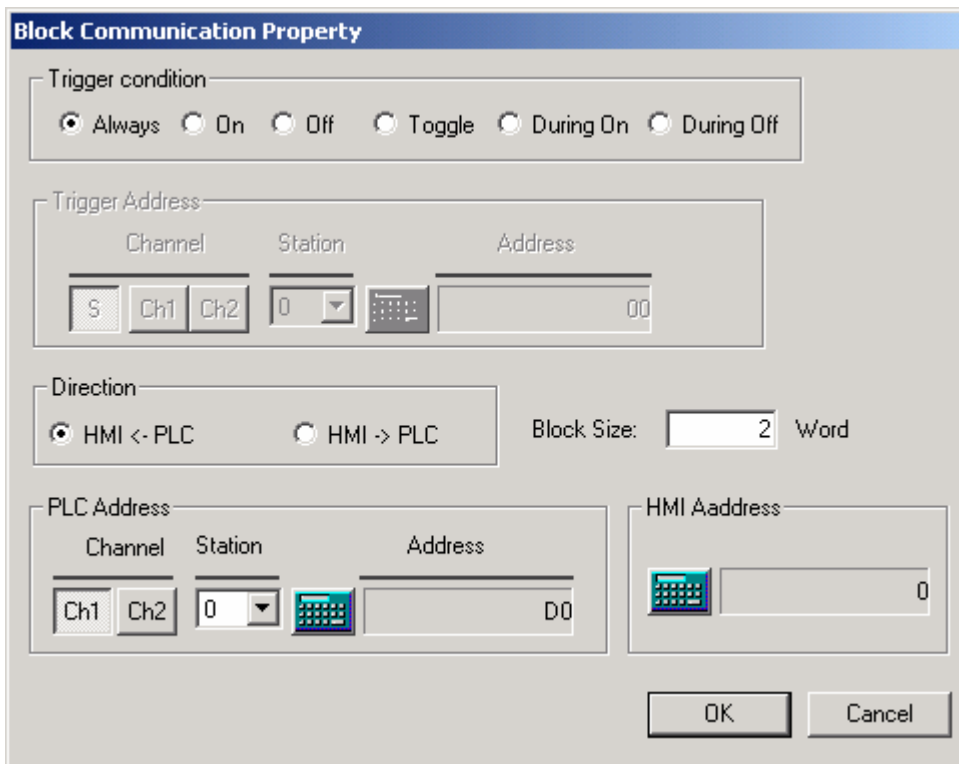 Block Communication Property
Trigger condition
Always On Off Toggle During On During Off
Trigger Address
Channel Station Address
S Ch1 Ch2 0 00
Direction
HMI <- PLC HMI -> PLC Block Size: 2 Word
PLC Address HMI Aaddress
Channel Station Address
Ch1 Ch2 0 D0 0
OK Cancel